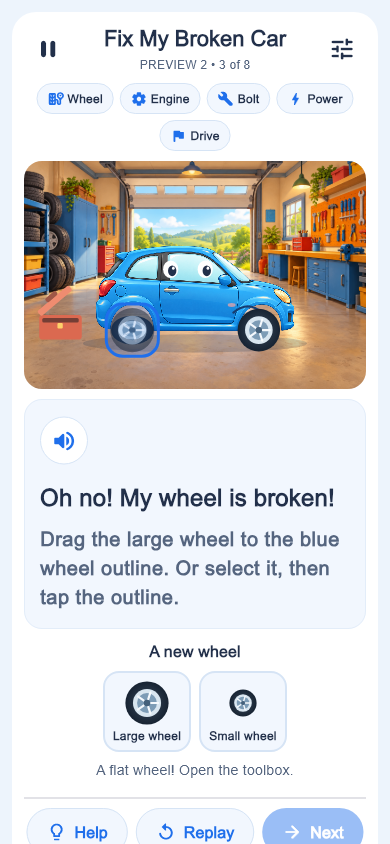 Fix My Broken Car
PREVIEW 2 • 3 of 8
Wheel
Engine
Bolt
Power
Drive
Oh no! My wheel is broken!
Drag the large wheel to the blue
wheel outline. Or select it, then
tap the outline.
A new wheel
Large wheel
Small wheel
A flat wheel! Open the toolbox.
Help
Replay
Next